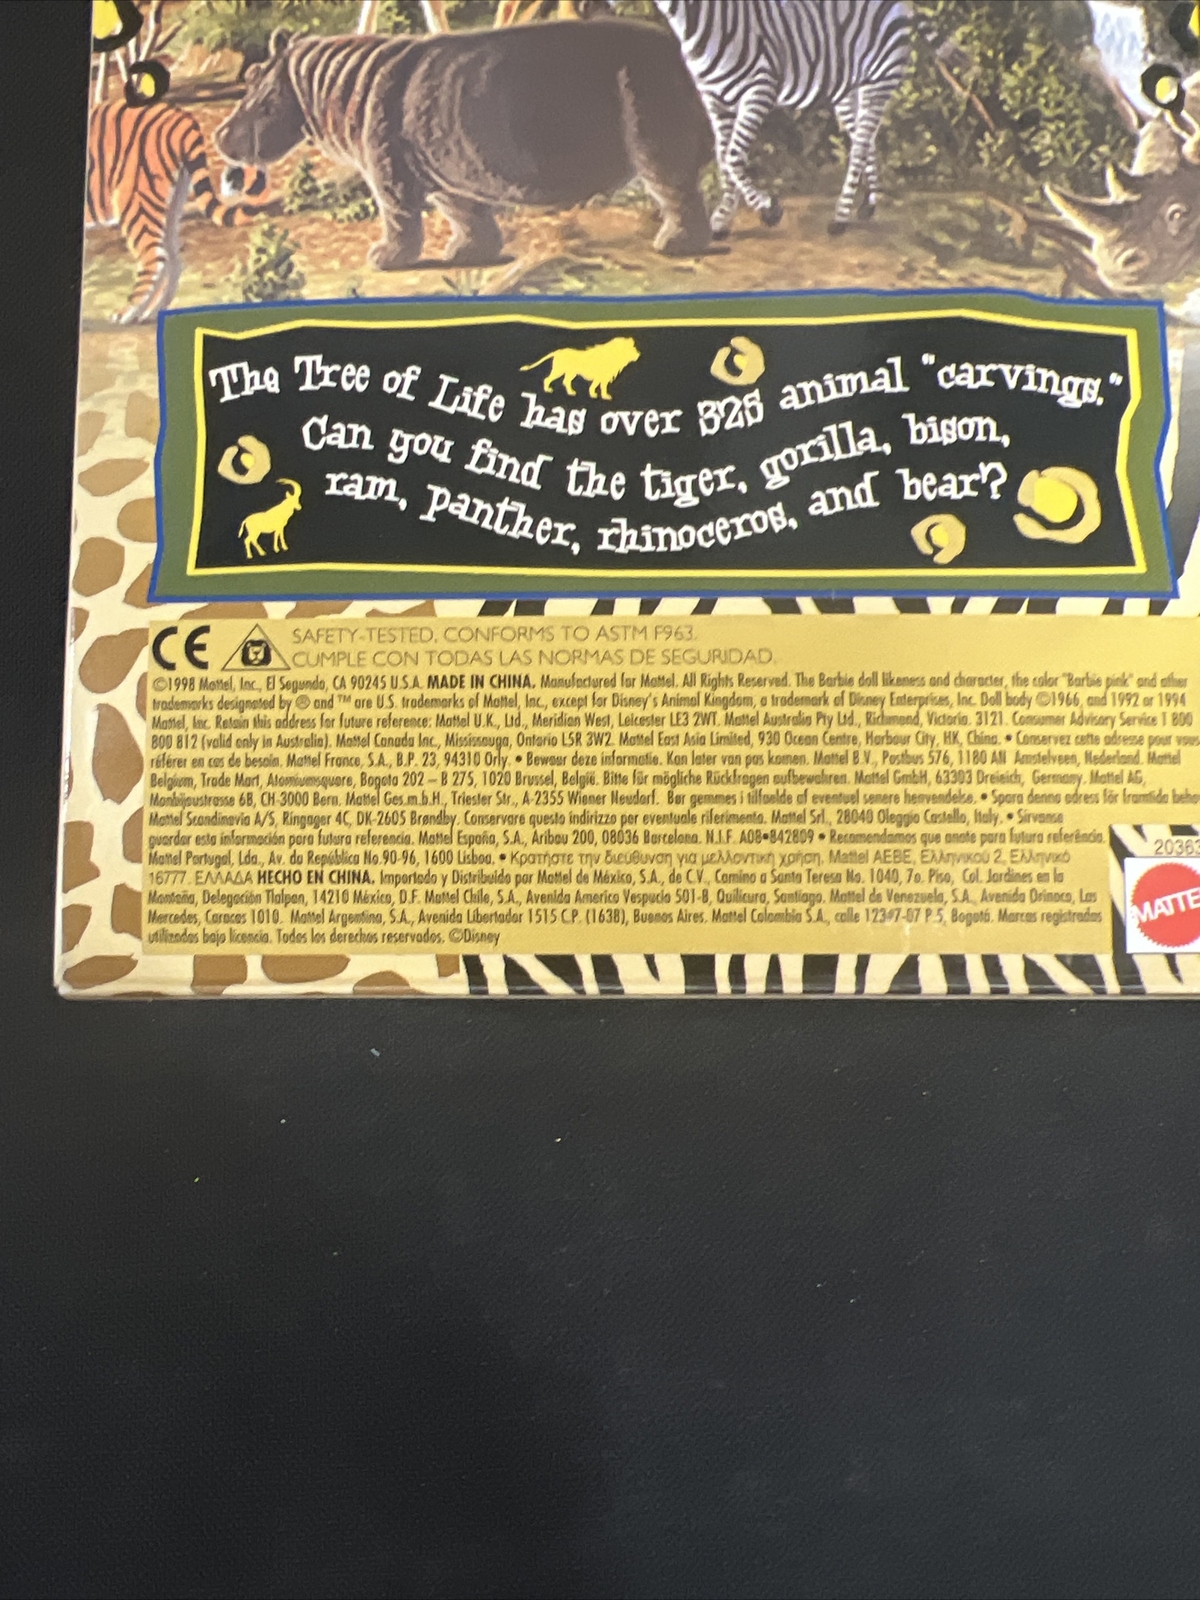 The Tree of Life has over 325 animal "carvings."
Can you find the tiger, gorilla, bison,
ram, panther, rhinoceros, and bear?
CE
SAFETY-TESTED. CONFORMS TO ASTM F963.
CUMPLE CON TODAS LAS NORMAS DE SEGURIDAD.
©1998 Mattel, Inc., El Segundo, CA 90245 U.S.A. MADE IN CHINA. Manufactured for Mattel. All Rights Reserved. The Barbie doll likeness and character, the color "Barbie pink" and other
trademarks designated by ® and ™ are U.S. trademarks of Mattel, Inc., except for Disney's Animal Kingdom, a trademark of Disney Enterprises, Inc. Doll body ©1966, and 1992 or 1994
Mattel, Inc. Retain this address for future reference: Mattel U.K., Ltd., Meridian West, Leicester LE3 2WT. Mattel Australia Pty Ltd., Richmond, Victoria. 3121. Consumer Advisory Service 1 800
800 812 (valid only in Australia). Mattel Canada Inc., Mississauga, Ontario L5R 3W2. Mattel East Asia Limited, 930 Ocean Centre, Harbour City, HK, China. • Conservez cette adresse pour vous
référer en cas de besoin. Mattel France, S.A., B.P. 23, 94310 Orly. • Bewaar deze informatie. Kan later van pas komen. Mattel B.V., Postbus 576, 1180 AN Amstelveen, Nederland. Mattel
Belgium, Trade Mart, Atomiumsquare, Bogota 202 – B 275, 1020 Brussel, België. Bitte für mögliche Rückfragen aufbewahren. Mattel GmbH, 63303 Dreieich, Germany. Mattel AG,
Monbijoustrasse 68, CH-3000 Bern. Mattel Ges.m.b.H., Triester Str., A-2355 Wiener Neudorf. Bør gemmes i tilfælde af eventuel senere henvendelse. • Spara denna adress för framtida beho
Mattel Scandinavia A/S, Ringager 4C, DK-2605 Brøndby. Conservare questo indirizzo per eventuale riferimento. Mattel Srl., 28040 Oleggio Castello, Italy. • Sírvanse
guardar esta información para futura referencia. Mattel España, S.A., Aribau 200, 08036 Barcelona. N.I.F. A08•842809 • Recomendamos que anote para futura referência.
Mattel Portugal, Lda., Av. da República No.90-96, 1600 Lisboa. • Κρατήστε την διεύθυνση για μελλοντική χρήση. Mattel AEBE, Ελληνικού 2, Ελληνικό
16777. ΕΛΛΑΔΑ HECHO EN CHINA. Importado y Distribuido por Mattel de México, S.A., de C.V., Camino a Santa Teresa No. 1040, 7o. Piso, Col. Jardines en la
Montaña, Delegación Tlalpan, 14210 México, D.F. Mattel Chile, S.A., Avenida Americo Vespucio 501-B, Quilicura, Santiago. Mattel de Venezuela, S.A., Avenida Orinoco, Las
Mercedes, Caracas 1010. Mattel Argentina, S.A., Avenida Libertador 1515 C.P. (1638), Buenos Aires. Mattel Colombia S.A., calle 123#7-07 P.5, Bogotá. Marcas registradas
utilizadas bajo licencia. Todos los derechos reservados. ©Disney
20363
MATTE